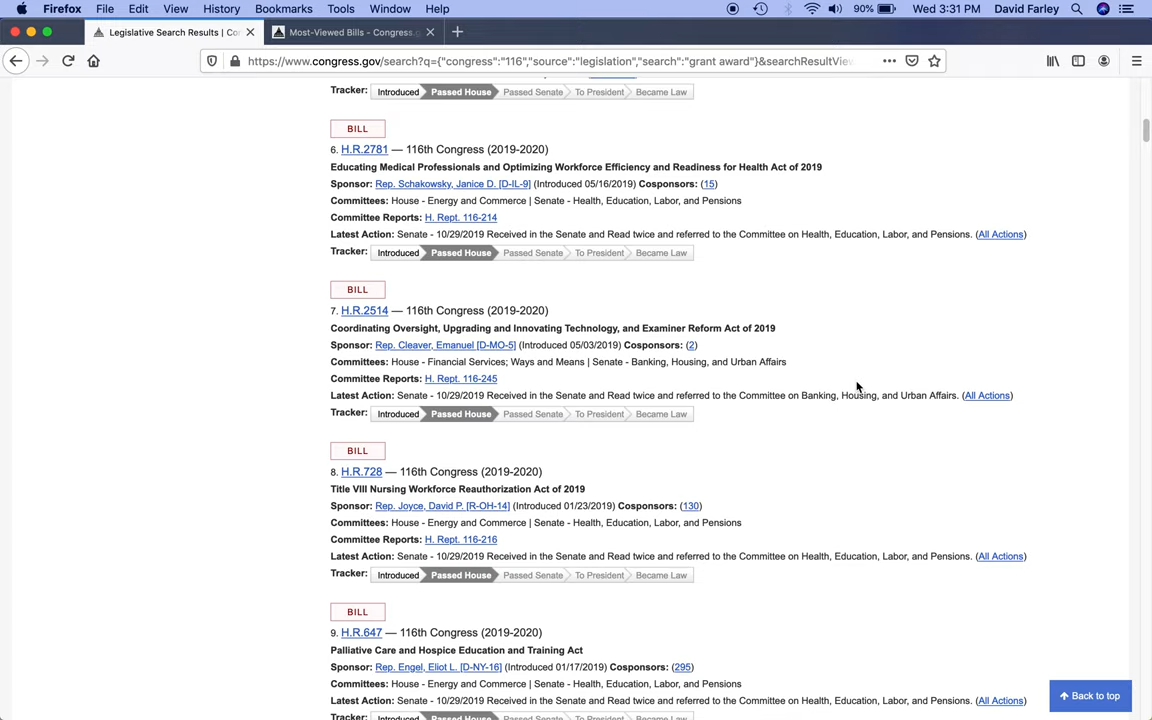 Firefox File Edit View History Bookmarks Tools Window Help 90% Wed 3:31 PM David Farley
Legislative Search Results | Co Most-Viewed Bills - Congress.g
https://www.congress.gov/search?q={"congress":"116","source":"legislation","search":"grant award"}&searchResultView
Tracker: Introduced Passed House Passed Senate To President Became Law
BILL
6. H.R.2781 — 116th Congress (2019-2020)
Educating Medical Professionals and Optimizing Workforce Efficiency and Readiness for Health Act of 2019
Sponsor: Rep. Schakowsky, Janice D. [D-IL-9] (Introduced 05/16/2019) Cosponsors: (15)
Committees: House - Energy and Commerce | Senate - Health, Education, Labor, and Pensions
Committee Reports: H. Rept. 116-214
Latest Action: Senate - 10/29/2019 Received in the Senate and Read twice and referred to the Committee on Health, Education, Labor, and Pensions. (All Actions)
Tracker: Introduced Passed House Passed Senate To President Became Law
BILL
7. H.R.2514 — 116th Congress (2019-2020)
Coordinating Oversight, Upgrading and Innovating Technology, and Examiner Reform Act of 2019
Sponsor: Rep. Cleaver, Emanuel [D-MO-5] (Introduced 05/03/2019) Cosponsors: (2)
Committees: House - Financial Services; Ways and Means | Senate - Banking, Housing, and Urban Affairs
Committee Reports: H. Rept. 116-245
Latest Action: Senate - 10/29/2019 Received in the Senate and Read twice and referred to the Committee on Banking, Housing, and Urban Affairs. (All Actions)
Tracker: Introduced Passed House Passed Senate To President Became Law
BILL
8. H.R.728 — 116th Congress (2019-2020)
Title VIII Nursing Workforce Reauthorization Act of 2019
Sponsor: Rep. Joyce, David P. [R-OH-14] (Introduced 01/23/2019) Cosponsors: (130)
Committees: House - Energy and Commerce | Senate - Health, Education, Labor, and Pensions
Committee Reports: H. Rept. 116-216
Latest Action: Senate - 10/29/2019 Received in the Senate and Read twice and referred to the Committee on Health, Education, Labor, and Pensions. (All Actions)
Tracker: Introduced Passed House Passed Senate To President Became Law
BILL
9. H.R.647 — 116th Congress (2019-2020)
Palliative Care and Hospice Education and Training Act
Sponsor: Rep. Engel, Eliot L. [D-NY-16] (Introduced 01/17/2019) Cosponsors: (295)
Committees: House - Energy and Commerce | Senate - Health, Education, Labor, and Pensions
Latest Action: Senate - 10/29/2019 Received in the Senate and Read twice and referred to the Committee on Health, Education, Labor, and Pensions. (All Actions)
Tracker: Introduced Passed House Passed Senate To President Became Law
Back to top